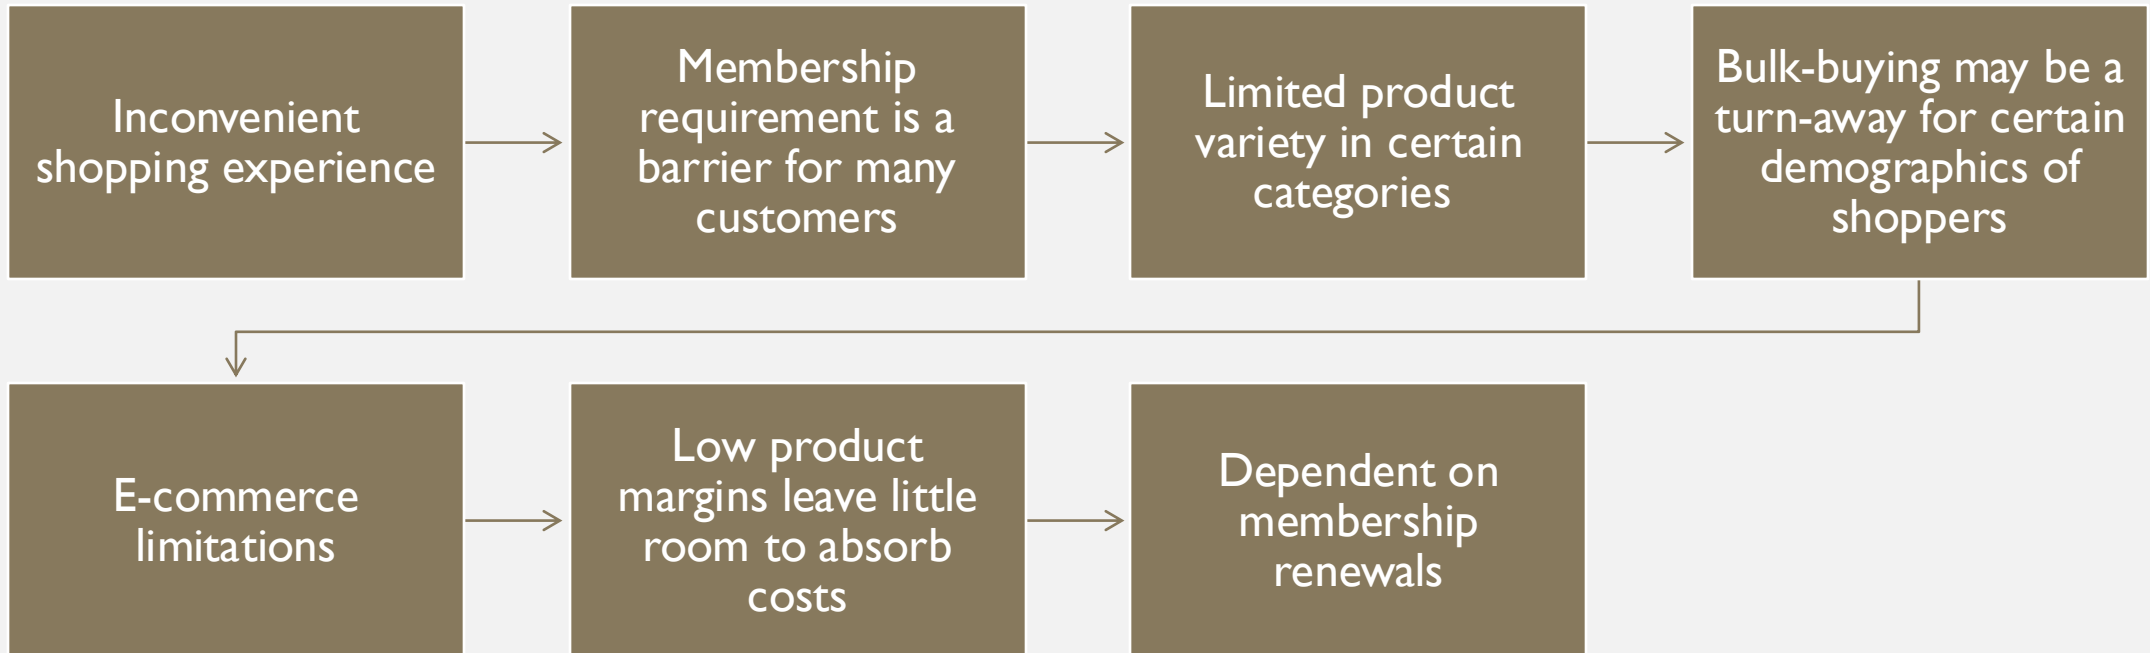 Inconvenient
shopping experience
Membership
requirement is a
barrier for many
customers
Limited product
variety in certain
categories
Bulk-buying may be a
turn-away for certain
demographics of
shoppers
E-commerce
limitations
Low product
margins leave little
room to absorb
costs
Dependent on
membership
renewals